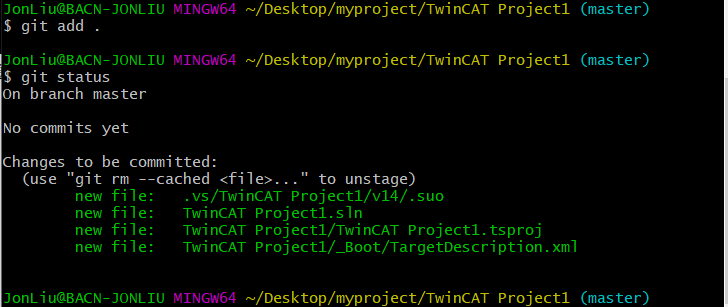 JonLiu@BACN-JONLIU MINGW64 ~/Desktop/myproject/TwinCAT Project1 (master)
$ git add .
JonLiu@BACN-JONLIU MINGW64 ~/Desktop/myproject/TwinCAT Project1 (master)
$ git status
On branch master
No commits yet
Changes to be committed:
  (use "git rm --cached <file>..." to unstage)
        new file:   .vs/TwinCAT Project1/v14/.suo
        new file:   TwinCAT Project1.sln
        new file:   TwinCAT Project1/TwinCAT Project1.tsproj
        new file:   TwinCAT Project1/_Boot/TargetDescription.xml
JonLiu@BACN-JONLIU MINGW64 ~/Desktop/myproject/TwinCAT Project1 (master)